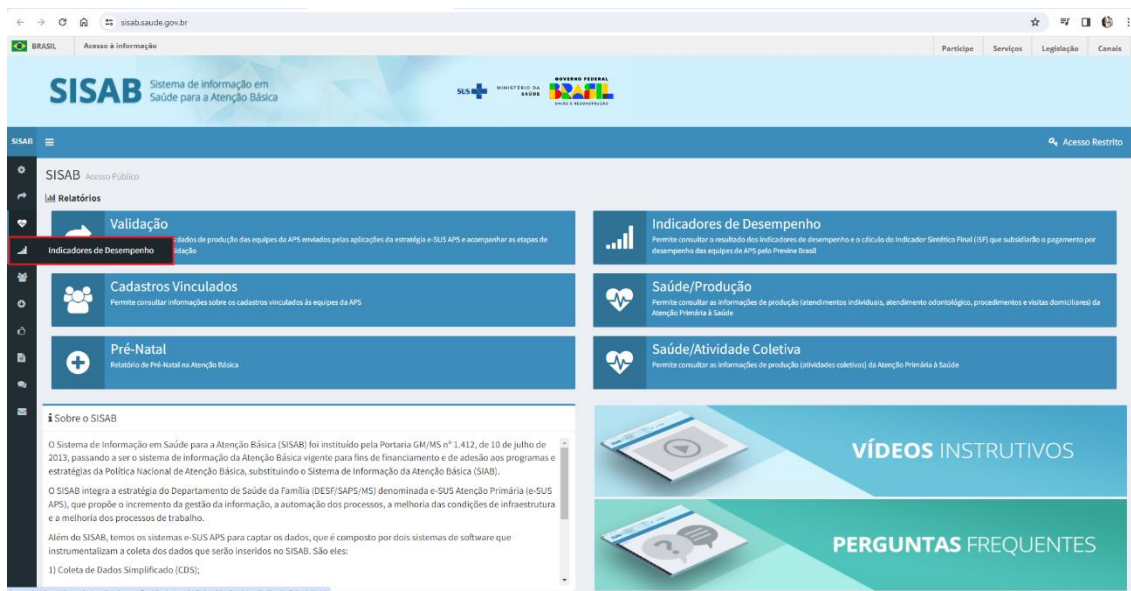 sisab.saude.gov.br
BRASIL Acesso à informação Participe Serviços Legislação Canais
SISAB Sistema de Informação em
Saúde para a Atenção Básica
SUS MINISTÉRIO DA
SAÚDE
GOVERNO FEDERAL
BRASIL
UNIÃO E RECONSTRUÇÃO
SISAB Acesso Restrito
SISAB Acesso Público
Relatórios
Validação
dados de produção das equipes da APS enviados pelas aplicações da estratégia e-SUS APS e acompanhar as etapas de
Indicadores de Desempenho
Indicadores de Desempenho
Permite consultar o resultado dos indicadores de desempenho e o cálculo do Indicador Sintético Final (ISF) que subsidiarão o pagamento por
desempenho das equipes de APS pelo Previne Brasil
Cadastros Vinculados
Permite consultar informações sobre os cadastros vinculados às equipes da APS
Saúde/Produção
Permite consultar as informações de produção (atendimentos individuais, atendimento odontológico, procedimentos e visitas domiciliares) da
Atenção Primária à Saúde
Pré-Natal
Relatório de Pré-Natal na Atenção Básica
Saúde/Atividade Coletiva
Permite consultar as informações de produção (atividades coletivas) da Atenção Primária à Saúde
Sobre o SISAB
O Sistema de Informação em Saúde para a Atenção Básica (SISAB) foi instituído pela Portaria GM/MS nº 1.412, de 10 de julho de
2013, passando a ser o sistema de informação da Atenção Básica vigente para fins de financiamento e de adesão aos programas e
estratégias da Política Nacional de Atenção Básica, substituindo o Sistema de Informação da Atenção Básica (SIAB).
O SISAB integra a estratégia do Departamento de Saúde da Família (DESF/SAPS/MS) denominada e-SUS Atenção Primária (e-SUS
APS), que propõe o incremento da gestão da informação, a automação dos processos, a melhoria das condições de infraestrutura
e a melhoria dos processos de trabalho.
Além do SISAB, temos os sistemas e-SUS APS para captar os dados, que é composto por dois sistemas de software que
instrumentalizam a coleta dos dados que serão inseridos no SISAB. São eles:
1) Coleta de Dados Simplificado (CDS);
VÍDEOS INSTRUTIVOS
PERGUNTAS FREQUENTES